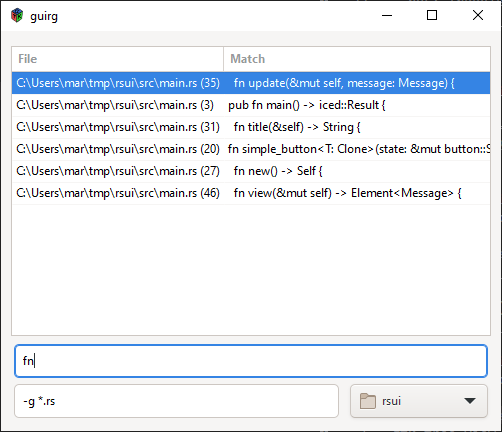 guirg
File Match
C:\Users\mar\tmp\rsui\src\main.rs (35) fn update(&mut self, message: Message) {
C:\Users\mar\tmp\rsui\src\main.rs (3) pub fn main() -> iced::Result {
C:\Users\mar\tmp\rsui\src\main.rs (31) fn title(&self) -> String {
C:\Users\mar\tmp\rsui\src\main.rs (20) fn simple_button<T: Clone>(state: &mut button::S
C:\Users\mar\tmp\rsui\src\main.rs (27) fn new() -> Self {
C:\Users\mar\tmp\rsui\src\main.rs (46) fn view(&mut self) -> Element<Message> {
fn
-g *.rs rsui